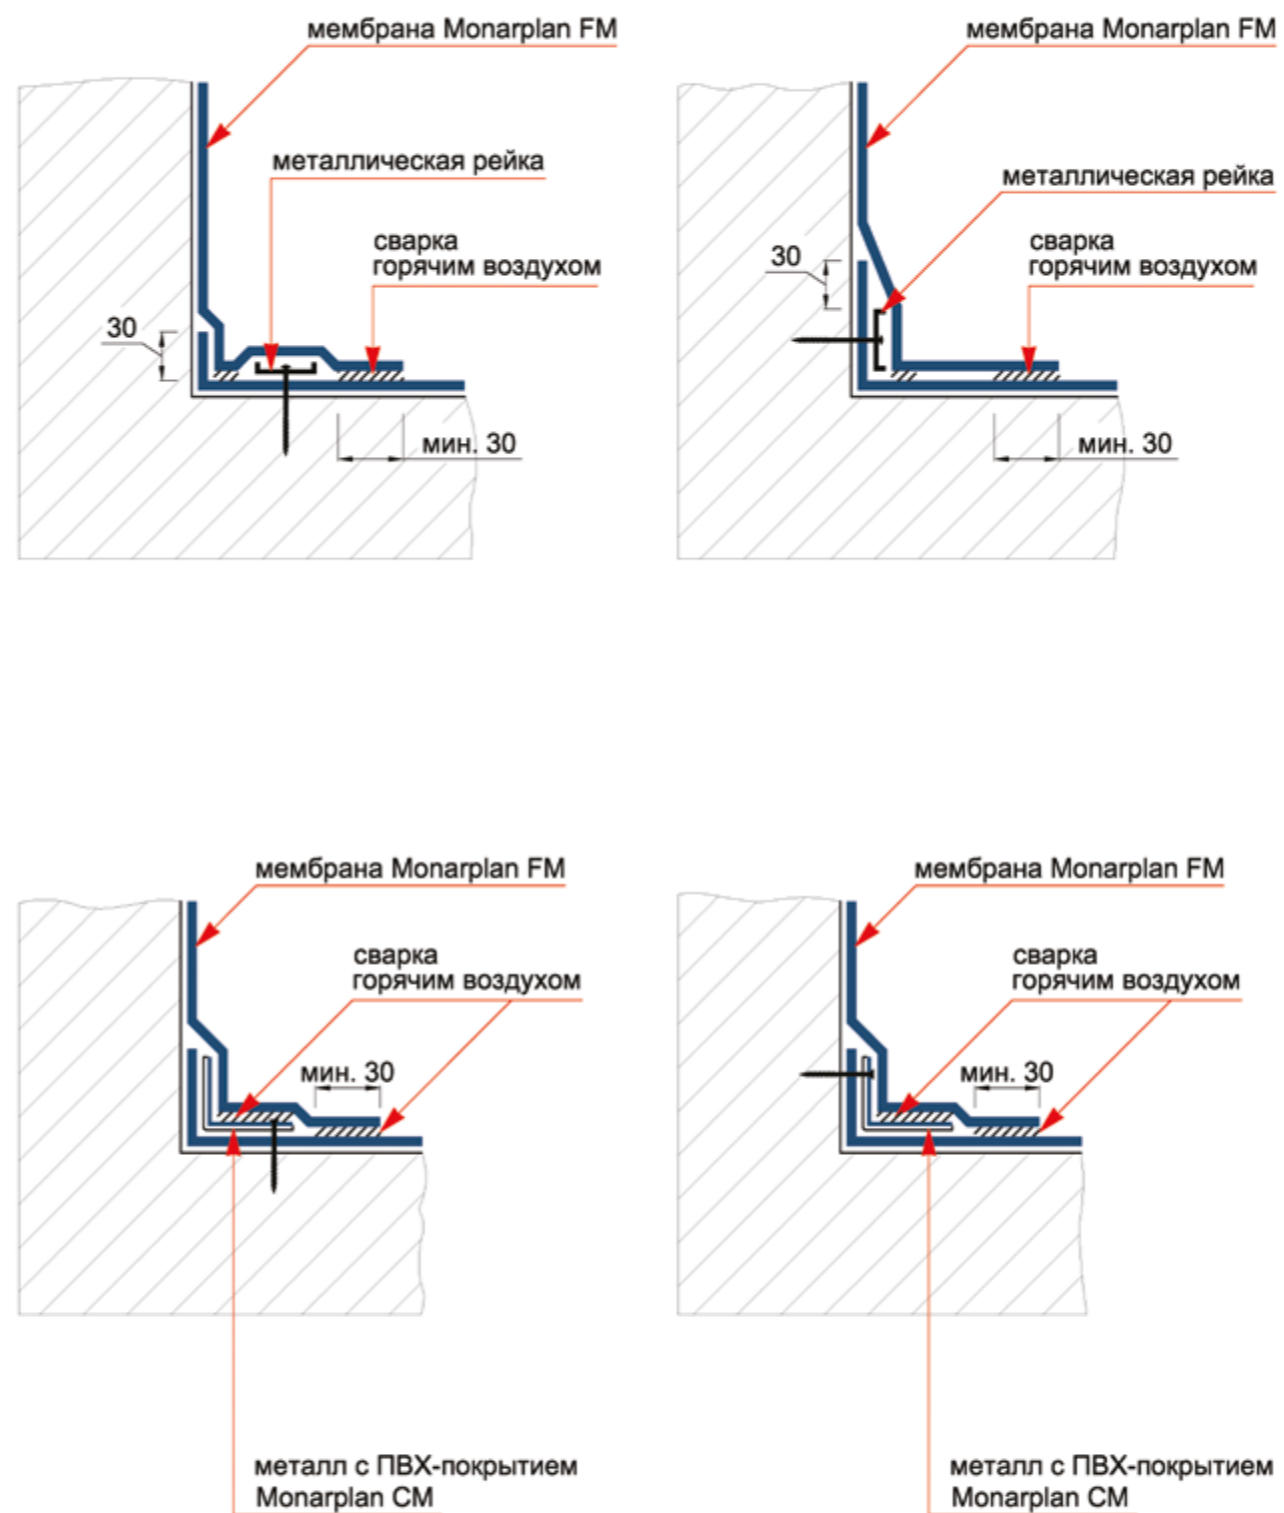 мембрана Monarplan FM
металлическая рейка
сварка
горячим воздухом
30
мин. 30
мембрана Monarplan FM
металлическая рейка
сварка
горячим воздухом
30
мин. 30
мембрана Monarplan FM
сварка
горячим воздухом
мин. 30
металл с ПВХ-покрытием
Monarplan CM
мембрана Monarplan FM
сварка
горячим воздухом
мин. 30
металл с ПВХ-покрытием
Monarplan CM